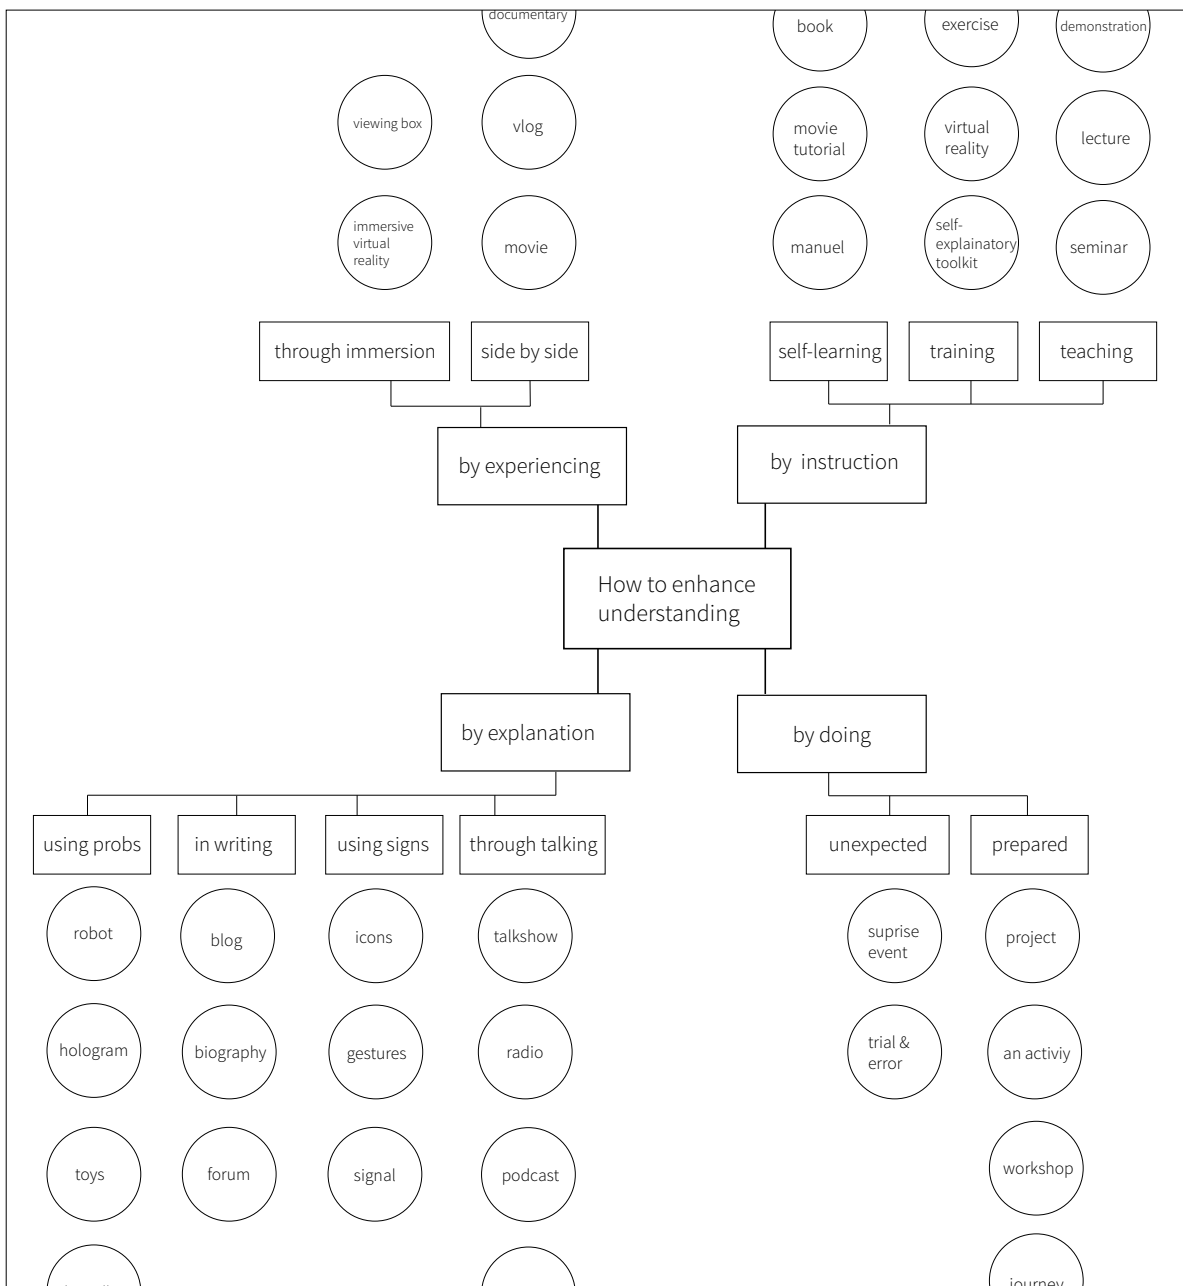 documentary
book
exercise
demonstration
viewing box
vlog
movie
tutorial
virtual
reality
lecture
immersive
virtual
reality
movie
manuel
self-
explainatory
toolkit
seminar
through immersion
side by side
self-learning
training
teaching
by experiencing
by instruction
How to enhance
understanding
by explanation
by doing
using probs
in writing
using signs
through talking
unexpected
prepared
robot
blog
icons
talkshow
suprise
event
project
hologram
biography
gestures
radio
trial &
error
an activiy
toys
forum
signal
podcast
workshop
journey